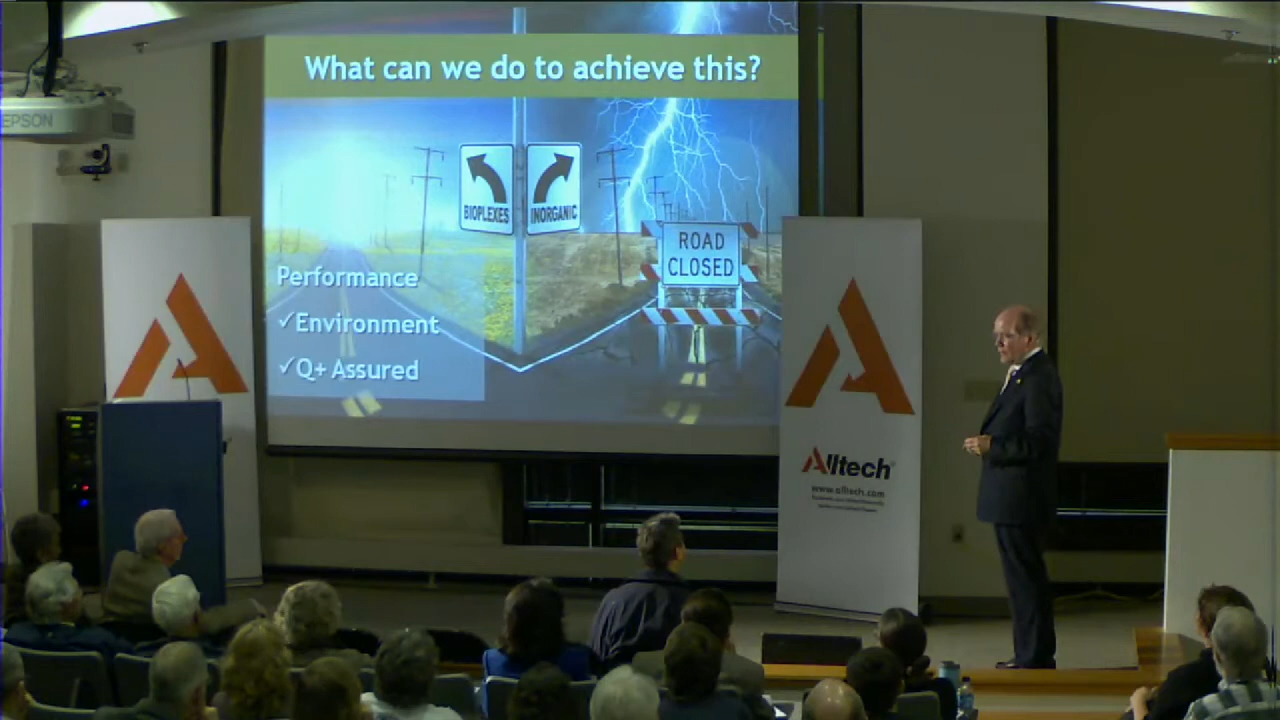 What can we do to achieve this?
EPSON
BIOPLEXES
INORGANIC
ROAD
CLOSED
Performance
✓Environment
✓Q+ Assured
Alltech
www.alltech.com